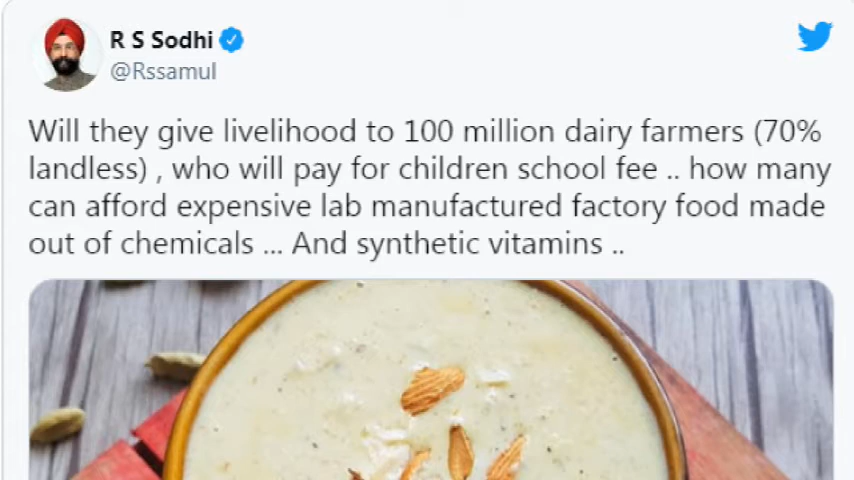 R S Sodhi
@Rssamul
Will they give livelihood to 100 million dairy farmers (70%
landless) , who will pay for children school fee .. how many
can afford expensive lab manufactured factory food made
out of chemicals ... And synthetic vitamins ..